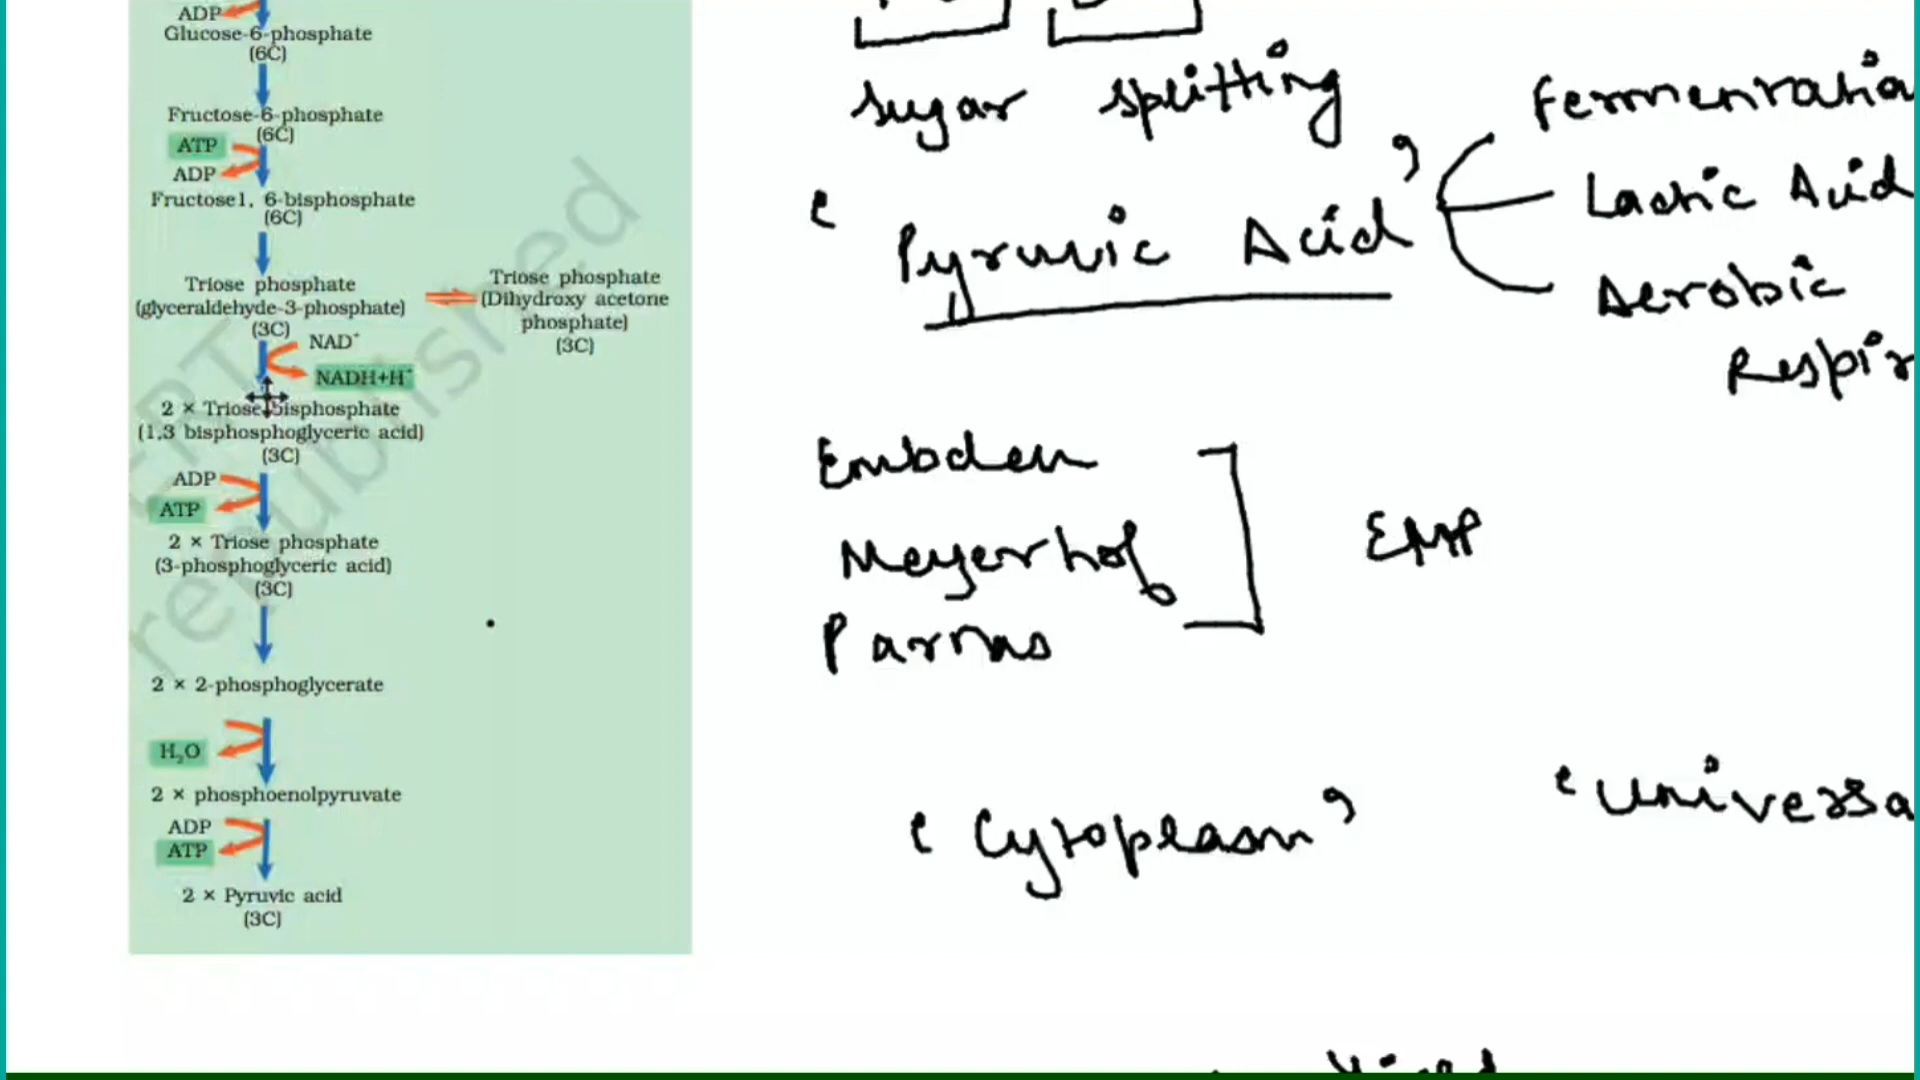 ADP
Glucose-6-phosphate
(6C)
Fructose-6-phosphate
(6C)
ATP
ADP
Fructose1, 6-bisphosphate
(6C)
Triose phosphate
(glyceraldehyde-3-phosphate)
(3C)
Triose phosphate
(Dihydroxy acetone
phosphate)
(3C)
NAD⁺
NADH+H⁺
2 × Triose bisphosphate
(1,3 bisphosphoglyceric acid)
(3C)
ADP
ATP
2 × Triose phosphate
(3-phosphoglyceric acid)
(3C)
2 × 2-phosphoglycerate
H₂O
2 × phosphoenolpyruvate
ADP
ATP
2 × Pyruvic acid
(3C)
republished
sugar splitting
‘Pyruvic Acid’
Fermentatio
Lactic Acid
Aerobic
Respir
Embden
Meyerhof
Parnas
EMP
‘Cytoplasm’
‘Universa